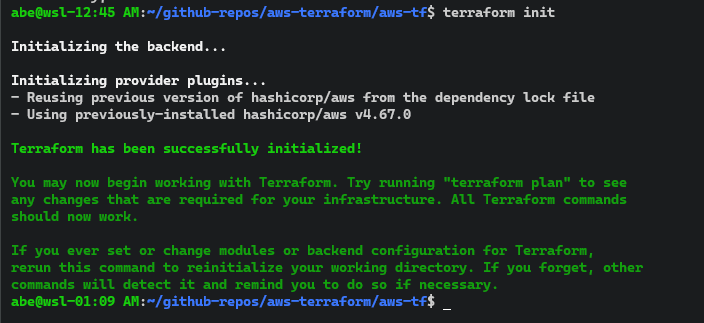 abe@wsl-12:45 AM:~/github-repos/aws-terraform/aws-tf$ terraform init
Initializing the backend...
Initializing provider plugins...
- Reusing previous version of hashicorp/aws from the dependency lock file
- Using previously-installed hashicorp/aws v4.67.0
Terraform has been successfully initialized!
You may now begin working with Terraform. Try running "terraform plan" to see
any changes that are required for your infrastructure. All Terraform commands
should now work.
If you ever set or change modules or backend configuration for Terraform,
rerun this command to reinitialize your working directory. If you forget, other
commands will detect it and remind you to do so if necessary.
abe@wsl-01:09 AM:~/github-repos/aws-terraform/aws-tf$ _